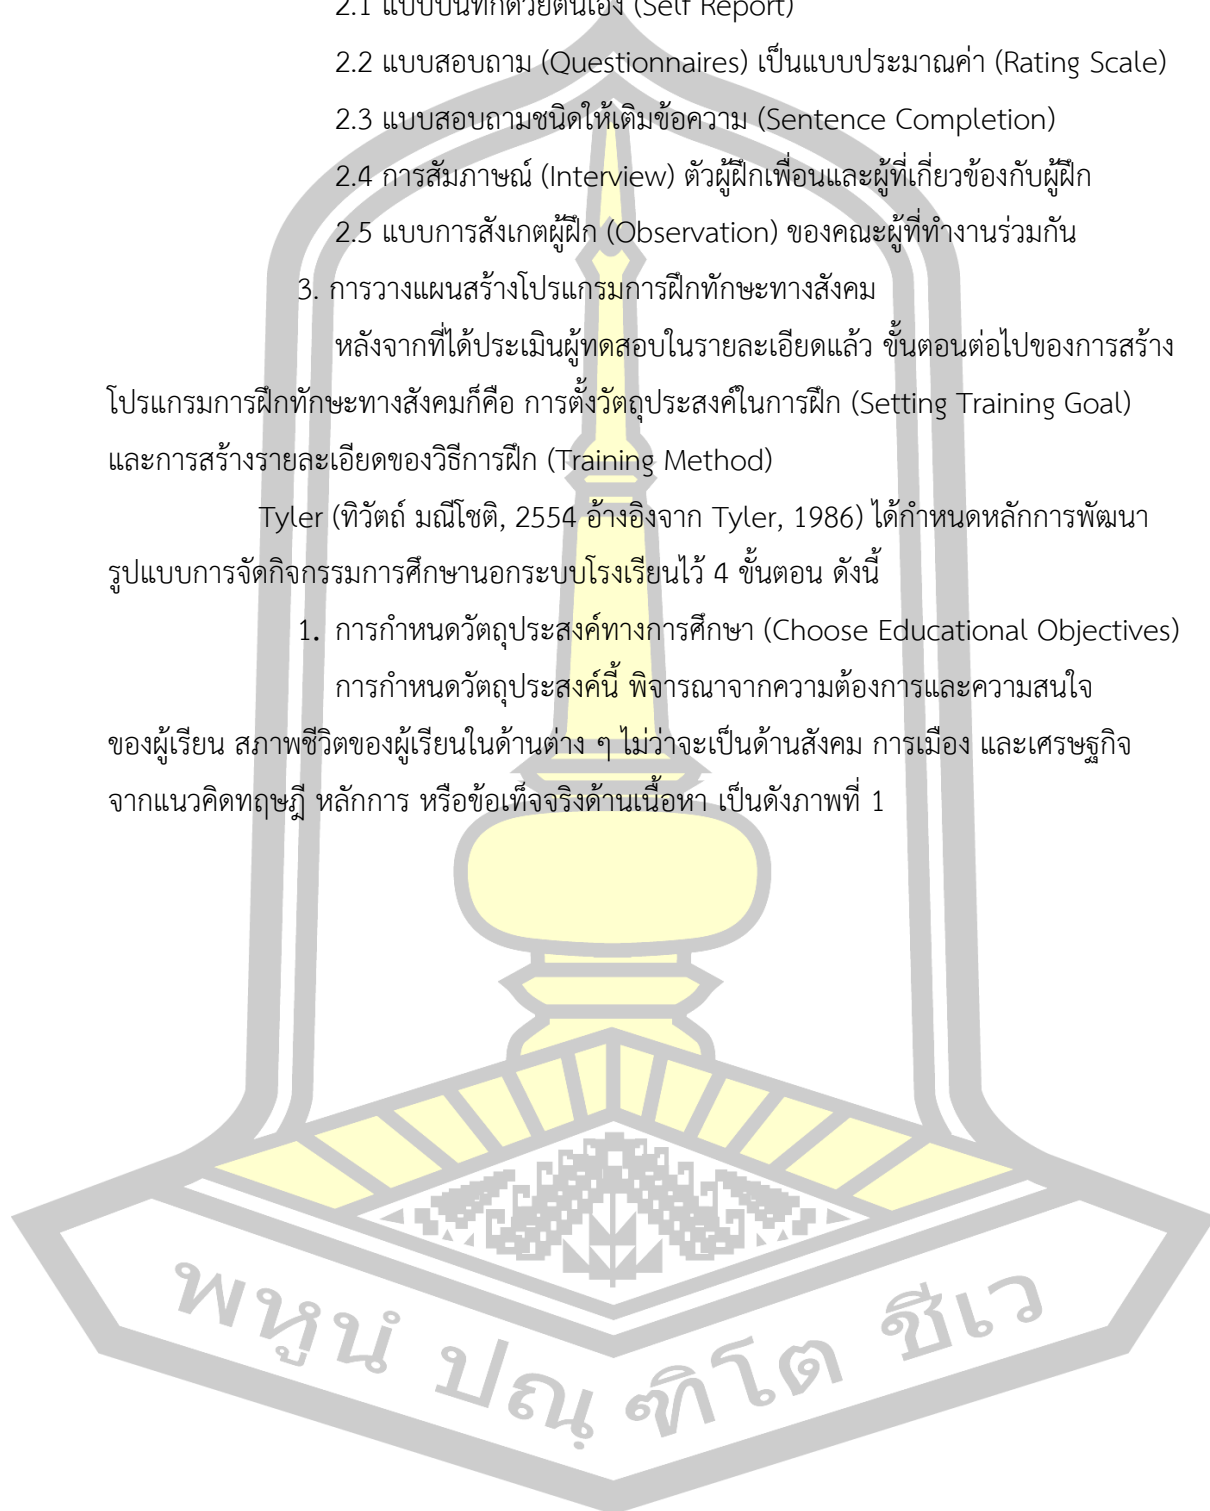 2.1 แบบบันทึกด้วยตนเอง (Self Report)
2.2 แบบสอบถาม (Questionnaires) เป็นแบบประมาณค่า (Rating Scale)
2.3 แบบสอบถามชนิดให้เติมข้อความ (Sentence Completion)
2.4 การสัมภาษณ์ (Interview) ตัวผู้ฝึกเพื่อนและผู้ที่เกี่ยวข้องกับผู้ฝึก
2.5 แบบการสังเกตผู้ฝึก (Observation) ของคณะผู้ที่ทำงานร่วมกัน
3. การวางแผนสร้างโปรแกรมการฝึกทักษะทางสังคม
หลังจากที่ได้ประเมินผู้ทดสอบในรายละเอียดแล้ว ขั้นตอนต่อไปของการสร้าง
โปรแกรมการฝึกทักษะทางสังคมก็คือ การตั้งวัตถุประสงค์ในการฝึก (Setting Training Goal)
และการสร้างรายละเอียดของวิธีการฝึก (Training Method)
Tyler (ทิวัตถ์ มณีโชติ, 2554 อ้างอิงจาก Tyler, 1986) ได้กำหนดหลักการพัฒนา
รูปแบบการจัดกิจกรรมการศึกษานอกระบบโรงเรียนไว้ 4 ขั้นตอน ดังนี้
1. การกำหนดวัตถุประสงค์ทางการศึกษา (Choose Educational Objectives)
การกำหนดวัตถุประสงค์นี้ พิจารณาจากความต้องการและความสนใจ
ของผู้เรียน สภาพชีวิตของผู้เรียนในด้านต่าง ๆ ไม่ว่าจะเป็นด้านสังคม การเมือง และเศรษฐกิจ
จากแนวคิดทฤษฎี หลักการ หรือข้อเท็จจริงด้านเนื้อหา เป็นดังภาพที่ 1
พหูนํ ปณฺฑิโต ชีเว